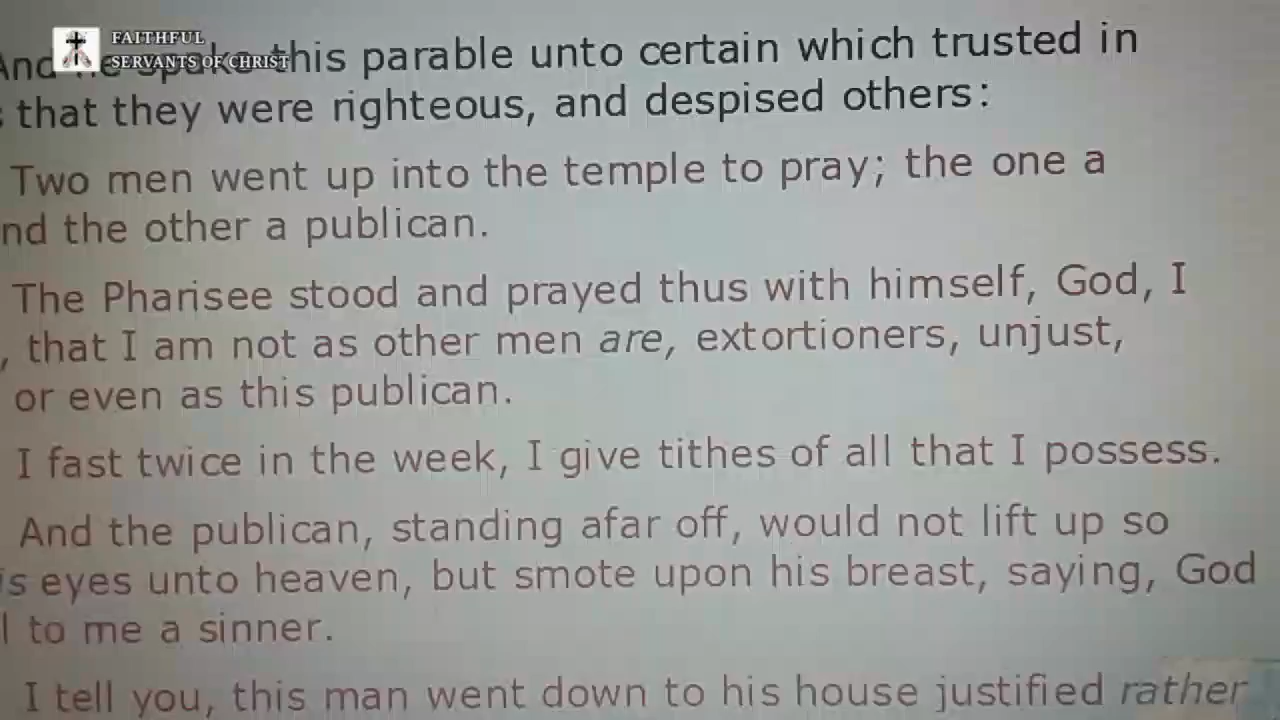 FAITHFUL
SERVANTS OF CHRIST
And he spake this parable unto certain which trusted in
that they were righteous, and despised others:
Two men went up into the temple to pray; the one a
nd the other a publican.
The Pharisee stood and prayed thus with himself, God, I
, that I am not as other men are, extortioners, unjust,
or even as this publican.
I fast twice in the week, I give tithes of all that I possess.
And the publican, standing afar off, would not lift up so
is eyes unto heaven, but smote upon his breast, saying, God
l to me a sinner.
I tell you, this man went down to his house justified rather